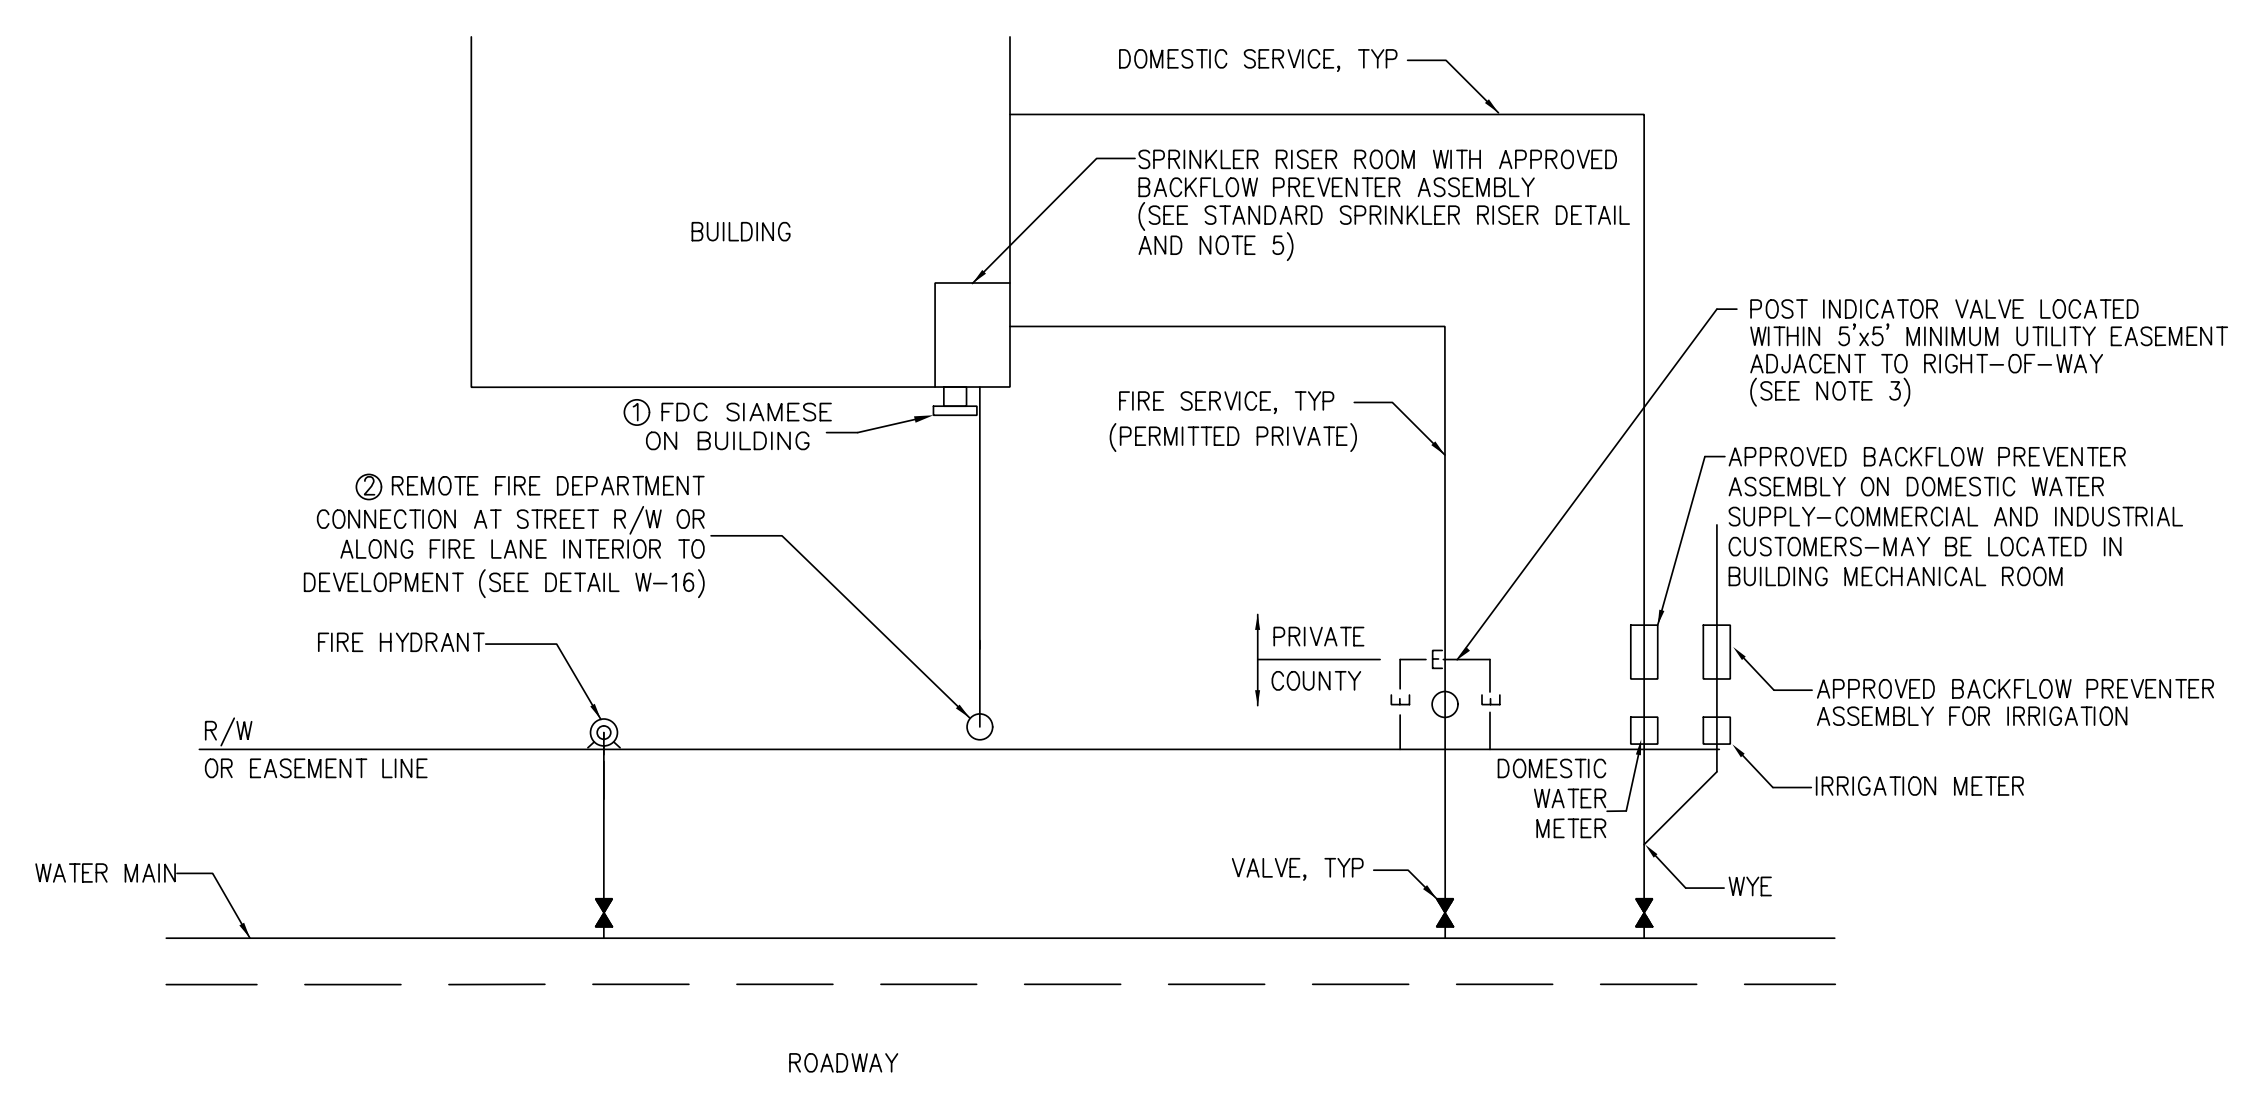 DOMESTIC SERVICE, TYP
SPRINKLER RISER ROOM WITH APPROVED
BACKFLOW PREVENTER ASSEMBLY
(SEE STANDARD SPRINKLER RISER DETAIL
AND NOTE 5)
BUILDING
POST INDICATOR VALVE LOCATED
WITHIN 5'x5' MINIMUM UTILITY EASEMENT
ADJACENT TO RIGHT-OF-WAY
(SEE NOTE 3)
① FDC SIAMESE
ON BUILDING
FIRE SERVICE, TYP
(PERMITTED PRIVATE)
APPROVED BACKFLOW PREVENTER
ASSEMBLY ON DOMESTIC WATER
SUPPLY-COMMERCIAL AND INDUSTRIAL
CUSTOMERS-MAY BE LOCATED IN
BUILDING MECHANICAL ROOM
② REMOTE FIRE DEPARTMENT
CONNECTION AT STREET R/W OR
ALONG FIRE LANE INTERIOR TO
DEVELOPMENT (SEE DETAIL W-16)
FIRE HYDRANT
PRIVATE
COUNTY
E
E
E
APPROVED BACKFLOW PREVENTER
ASSEMBLY FOR IRRIGATION
R/W
OR EASEMENT LINE
DOMESTIC
WATER
METER
IRRIGATION METER
WATER MAIN
VALVE, TYP
WYE
ROADWAY